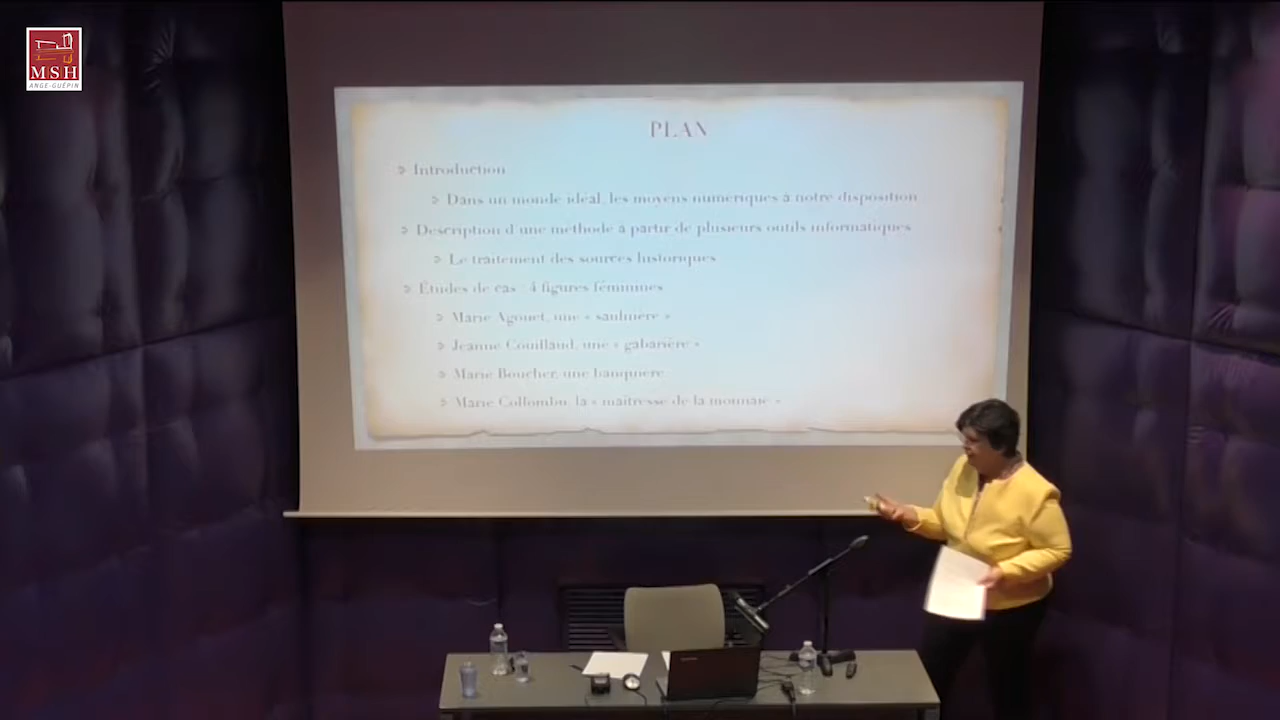 MSH
ANGE-GUÉPIN
PLAN
Introduction
Dans un monde idéal, les moyens numériques à notre disposition
Description d'une méthode à partir de plusieurs outils informatiques
Le traitement des sources historiques
Études de cas : 4 figures féminines
Marie Agouet, une « saulnière »
Jeanne Couillaud, une « gabarière »
Marie Boucher, une banquière
Marie Collombu, la « maîtresse de la monnaie »